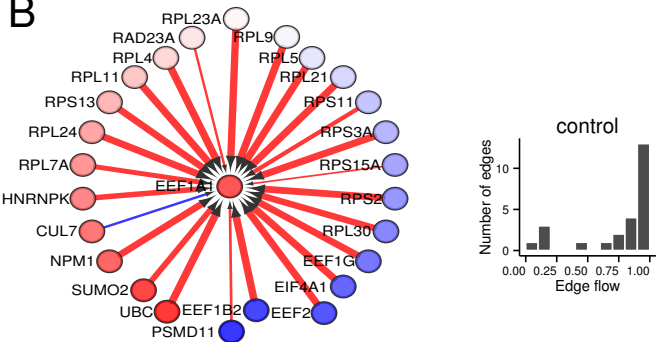 B
RPL23A
RAD23A
RPL9
RPL4
RPL5
RPL11
RPL21
RPS13
RPS11
RPL24
RPS3A
RPL7A
RPS15A
EEF1A1
HNRNPK
RPS2
CUL7
RPL30
NPM1
EEF1G
SUMO2
EIF4A1
UBC
EEF1B2
EEF2
PSMD11
control
Number of edges
10
5
0
0.00 0.25 0.50 0.75 1.00
Edge flow